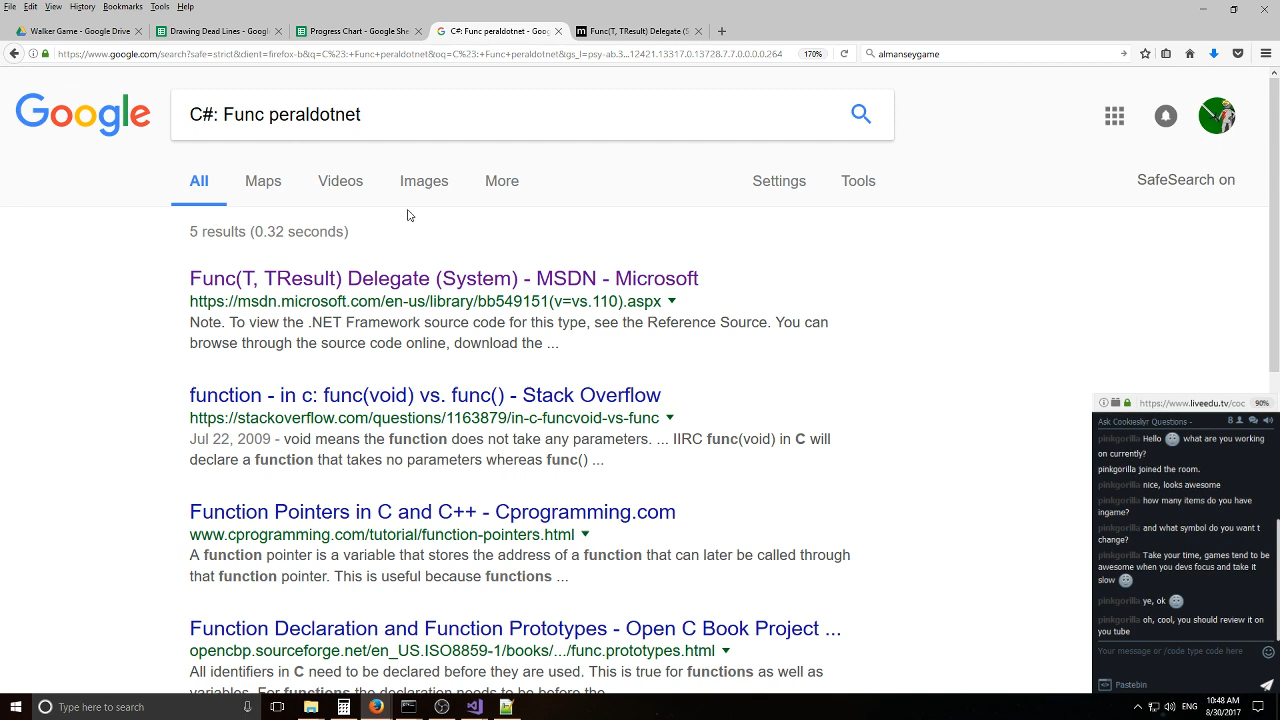 File Edit View History Bookmarks Tools Help
Walker Game - Google Drive
Drawing Dead Lines - Google
Progress Chart - Google She
C#: Func peraldotnet - Goo
Func(T, TResult) Delegate (S
https://www.google.com/search?safe=strict&client=firefox-b&q=C%23:+Func+peraldotnet&oq=C%23:+Func+peraldotnet&gs_l=psy-ab.3...12421.13317.0.13728.7.7.0.0.0.0.264
170%
almanseygame
Google
C#: Func peraldotnet
All Maps Videos Images More Settings Tools
SafeSearch on
5 results (0.32 seconds)
Func(T, TResult) Delegate (System) - MSDN - Microsoft
https://msdn.microsoft.com/en-us/library/bb549151(v=vs.110).aspx
Note. To view the .NET Framework source code for this type, see the Reference Source. You can
browse through the source code online, download the ...
function - in c: func(void) vs. func() - Stack Overflow
https://stackoverflow.com/questions/1163879/in-c-funcvoid-vs-func
Jul 22, 2009 - void means the function does not take any parameters. ... IIRC func(void) in C will
declare a function that takes no parameters whereas func() ...
Function Pointers in C and C++ - Cprogramming.com
www.cprogramming.com/tutorial/function-pointers.html
A function pointer is a variable that stores the address of a function that can later be called through
that function pointer. This is useful because functions ...
Function Declaration and Function Prototypes - Open C Book Project ...
opencbp.sourceforge.net/en_US.ISO8859-1/books/.../func.prototypes.html
All identifiers in C need to be declared before they are used. This is true for functions as well as
variables. For functions the declaration needs to be before the
https://www.liveedu.tv/coc
90%
Ask Cookieslyr Questions -
8
pinkgorilla Hello what are you working
on currently?
pinkgorilla joined the room.
pinkgorilla nice, looks awesome
pinkgorilla how many items do you have
ingame?
pinkgorilla and what symbol do you want t
change?
pinkgorilla Take your time, games tend to be
awesome when you devs focus and take it
slow
pinkgorilla ye, ok
pinkgorilla oh, cool, you should review it on
you tube
Your message or /code type code here
Pastebin
Type here to search
ENG
10:48 AM
8/30/2017